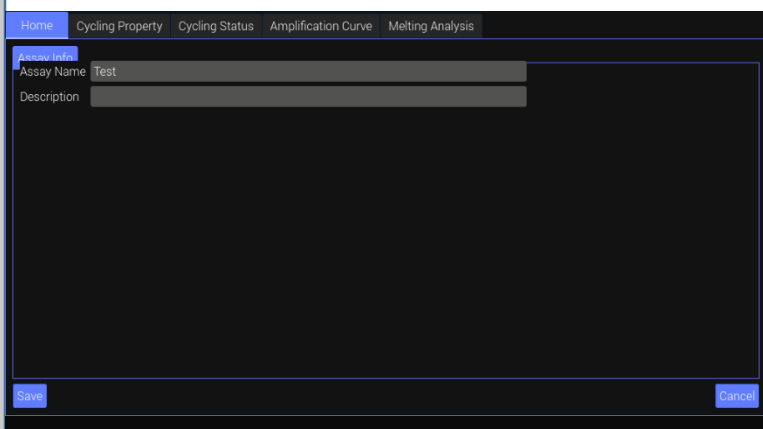 Home Cycling Property Cycling Status Amplification Curve Melting Analysis
Assay Info
Assay Name Test
Description
Save Cancel